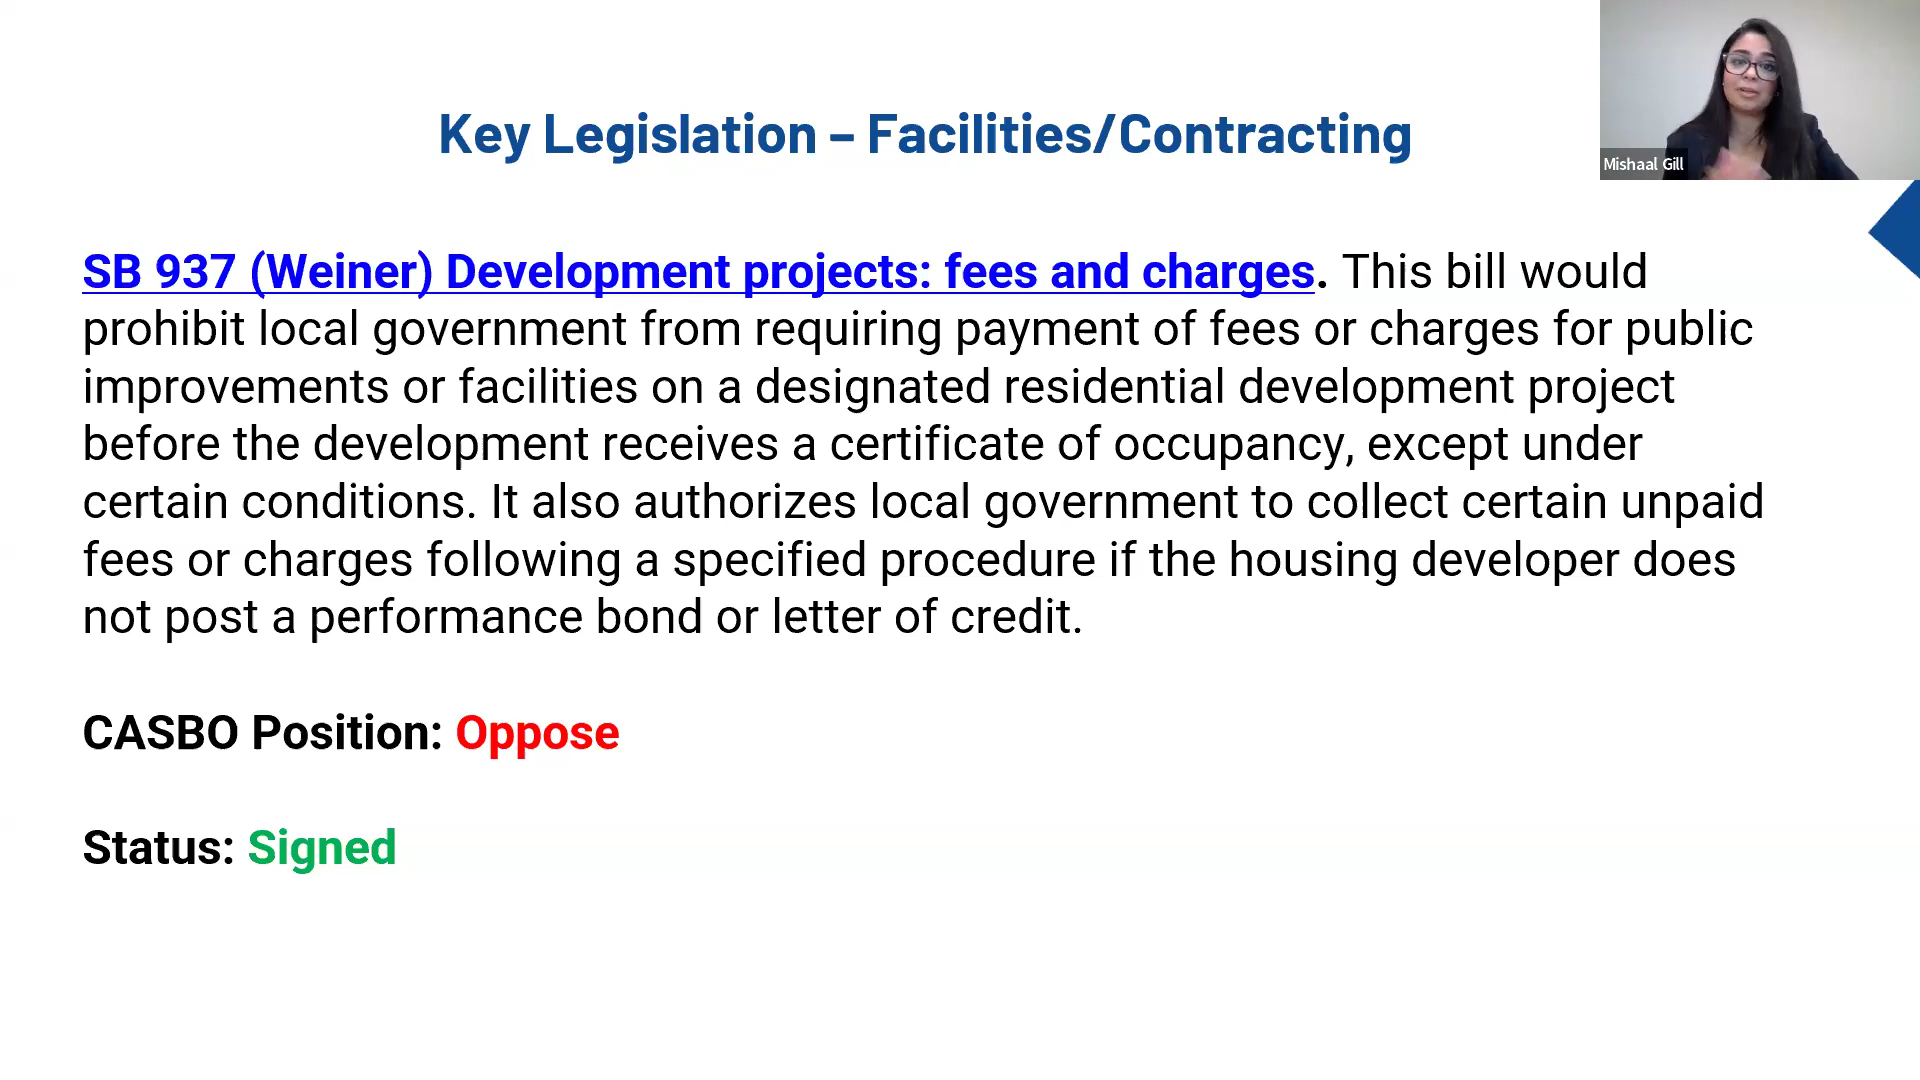 Key Legislation – Facilities/Contracting
Mishaal Gill
SB 937 (Weiner) Development projects: fees and charges. This bill would
prohibit local government from requiring payment of fees or charges for public
improvements or facilities on a designated residential development project
before the development receives a certificate of occupancy, except under
certain conditions. It also authorizes local government to collect certain unpaid
fees or charges following a specified procedure if the housing developer does
not post a performance bond or letter of credit.
CASBO Position: Oppose
Status: Signed